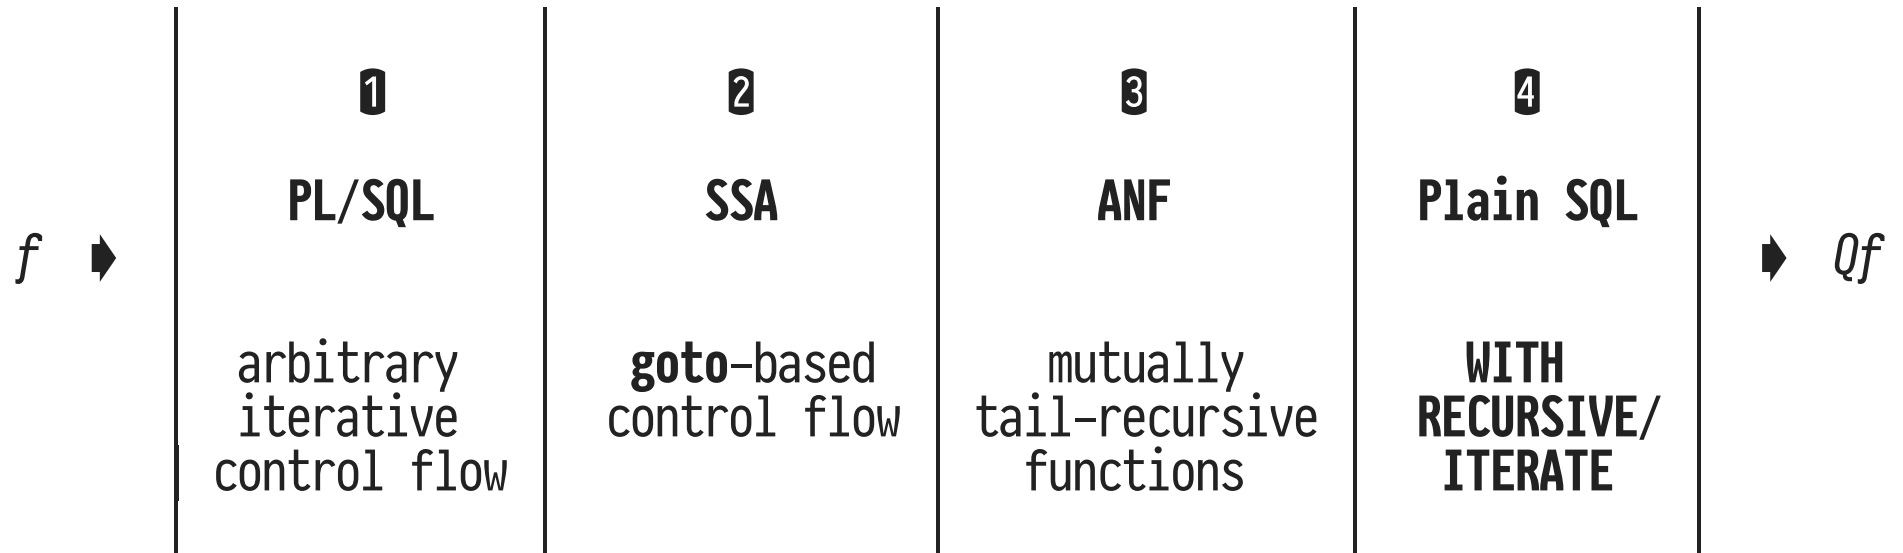 f
1
PL/SQL
arbitrary
iterative
control flow
2
SSA
goto–based
control flow
3
ANF
mutually
tail–recursive
functions
4
Plain SQL
WITH
RECURSIVE/
ITERATE
Qf